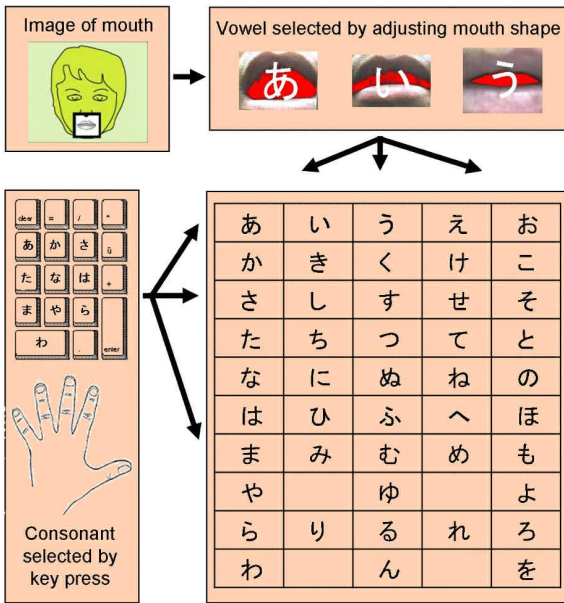 Image of mouth
Vowel selected by adjusting mouth shape
あ い う
clear = / *
あ か さ
た な は +
ま や ら
わ . enter
Consonant
selected by
key press
あ い う え お
か き く け こ
さ し す せ そ
た ち つ て と
な に ぬ ね の
は ひ ふ へ ほ
ま み む め も
や ゆ よ
ら り る れ ろ
わ ん を